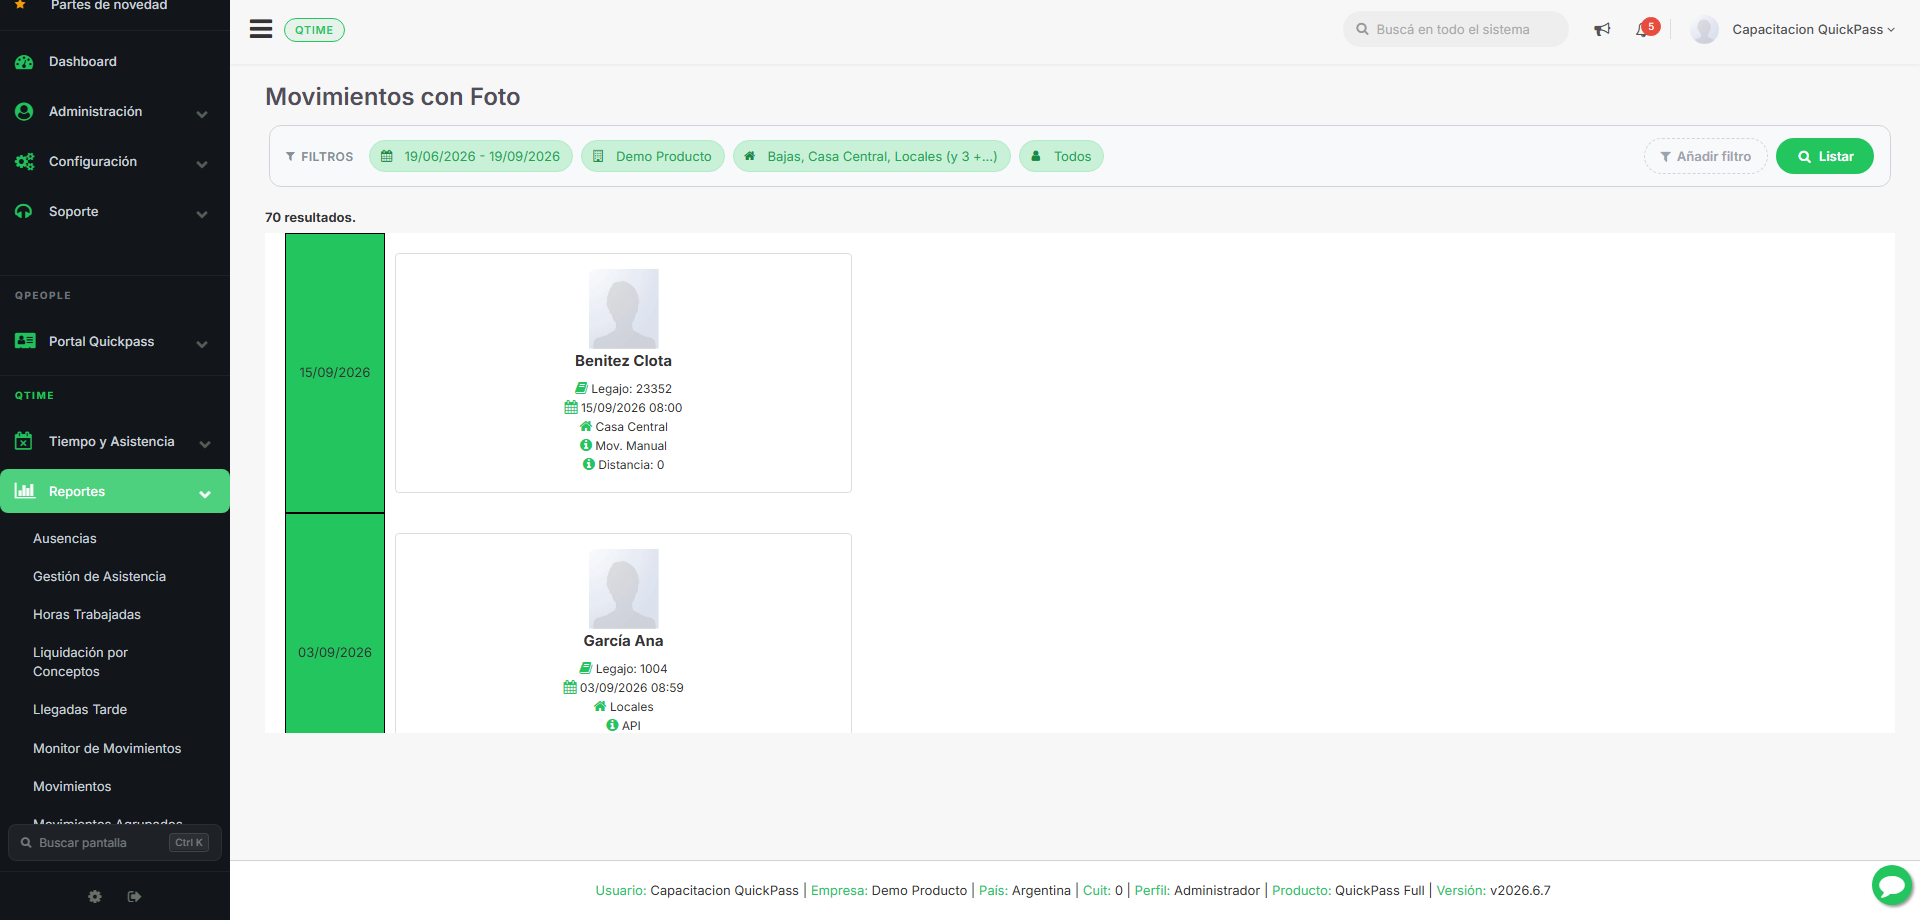 Partes de novedad
Dashboard
Administración
Configuración
Soporte
QPEOPLE
Portal Quickpass
QTIME
Tiempo y Asistencia
Reportes
Ausencias
Gestión de Asistencia
Horas Trabajadas
Liquidación por
Conceptos
Llegadas Tarde
Monitor de Movimientos
Movimientos
Movimientos Agrupados
Buscar pantalla
Ctrl K
QTIME
Buscá en todo el sistema
5
Capacitacion QuickPass
Movimientos con Foto
FILTROS
19/06/2026 - 19/09/2026
Demo Producto
Bajas, Casa Central, Locales (y 3 +...)
Todos
Añadir filtro
Listar
70 resultados.
15/09/2026
Benitez Clota
Legajo: 23352
15/09/2026 08:00
Casa Central
Mov. Manual
Distancia: 0
03/09/2026
García Ana
Legajo: 1004
03/09/2026 08:59
Locales
API
Usuario: Capacitacion QuickPass | Empresa: Demo Producto | País: Argentina | Cuit: 0 | Perfil: Administrador | Producto: QuickPass Full | Versión: v2026.6.7